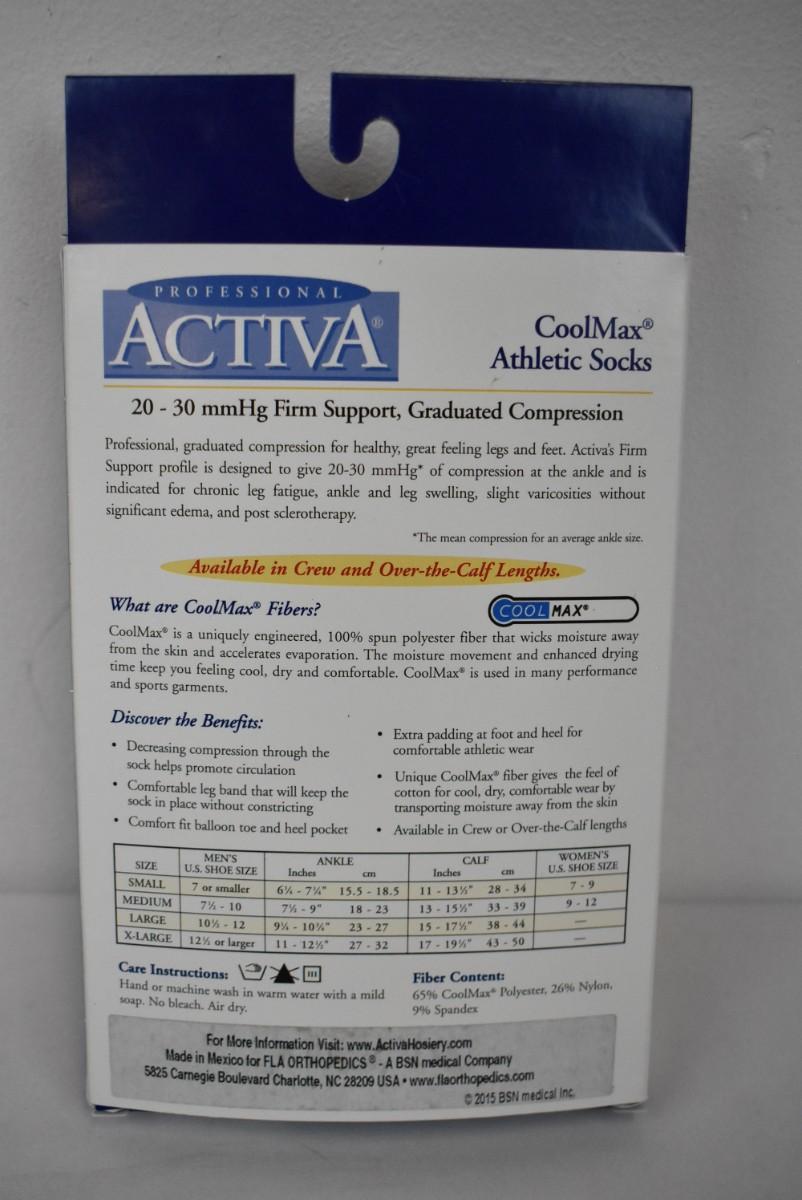 PROFESSIONAL
ACTIVA®
CoolMax®
Athletic Socks
20 - 30 mmHg Firm Support, Graduated Compression
Professional, graduated compression for healthy, great feeling legs and feet. Activa's Firm
Support profile is designed to give 20-30 mmHg* of compression at the ankle and is
indicated for chronic leg fatigue, ankle and leg swelling, slight varicosities without
significant edema, and post sclerotherapy.
*The mean compression for an average ankle size.
Available in Crew and Over-the-Calf Lengths.
What are CoolMax® Fibers?
COOLMAX®
CoolMax® is a uniquely engineered, 100% spun polyester fiber that wicks moisture away
from the skin and accelerates evaporation. The moisture movement and enhanced drying
time keep you feeling cool, dry and comfortable. CoolMax® is used in many performance
and sports garments.
Discover the Benefits:
• Decreasing compression through the
sock helps promote circulation
• Comfortable leg band that will keep the
sock in place without constricting
• Comfort fit balloon toe and heel pocket
• Extra padding at foot and heel for
comfortable athletic wear
• Unique CoolMax® fiber gives the feel of
cotton for cool, dry, comfortable wear by
transporting moisture away from the skin
• Available in Crew or Over-the-Calf lengths
SIZE MEN'S U.S. SHOE SIZE ANKLE Inches cm CALF Inches cm WOMEN'S U.S. SHOE SIZE
SMALL 7 or smaller 6¼ - 7¼" 15.5 - 18.5 11 - 13½" 28 - 34 7 - 9
MEDIUM 7½ - 10 7½ - 9" 18 - 23 13 - 15½" 33 - 39 9 - 12
LARGE 10½ - 12 9¼ - 10¾" 23 - 27 15 - 17½" 38 - 44 —
X-LARGE 12½ or larger 11 - 12½" 27 - 32 17 - 19½" 43 - 50 —
Care Instructions:
Hand or machine wash in warm water with a mild
soap. No bleach. Air dry.
Fiber Content:
65% CoolMax® Polyester, 26% Nylon,
9% Spandex
For More Information Visit: www.ActivaHosiery.com
Made in Mexico for FLA ORTHOPEDICS® - A BSN medical Company
5825 Carnegie Boulevard Charlotte, NC 28209 USA • www.flaorthopedics.com
© 2015 BSN medical Inc.